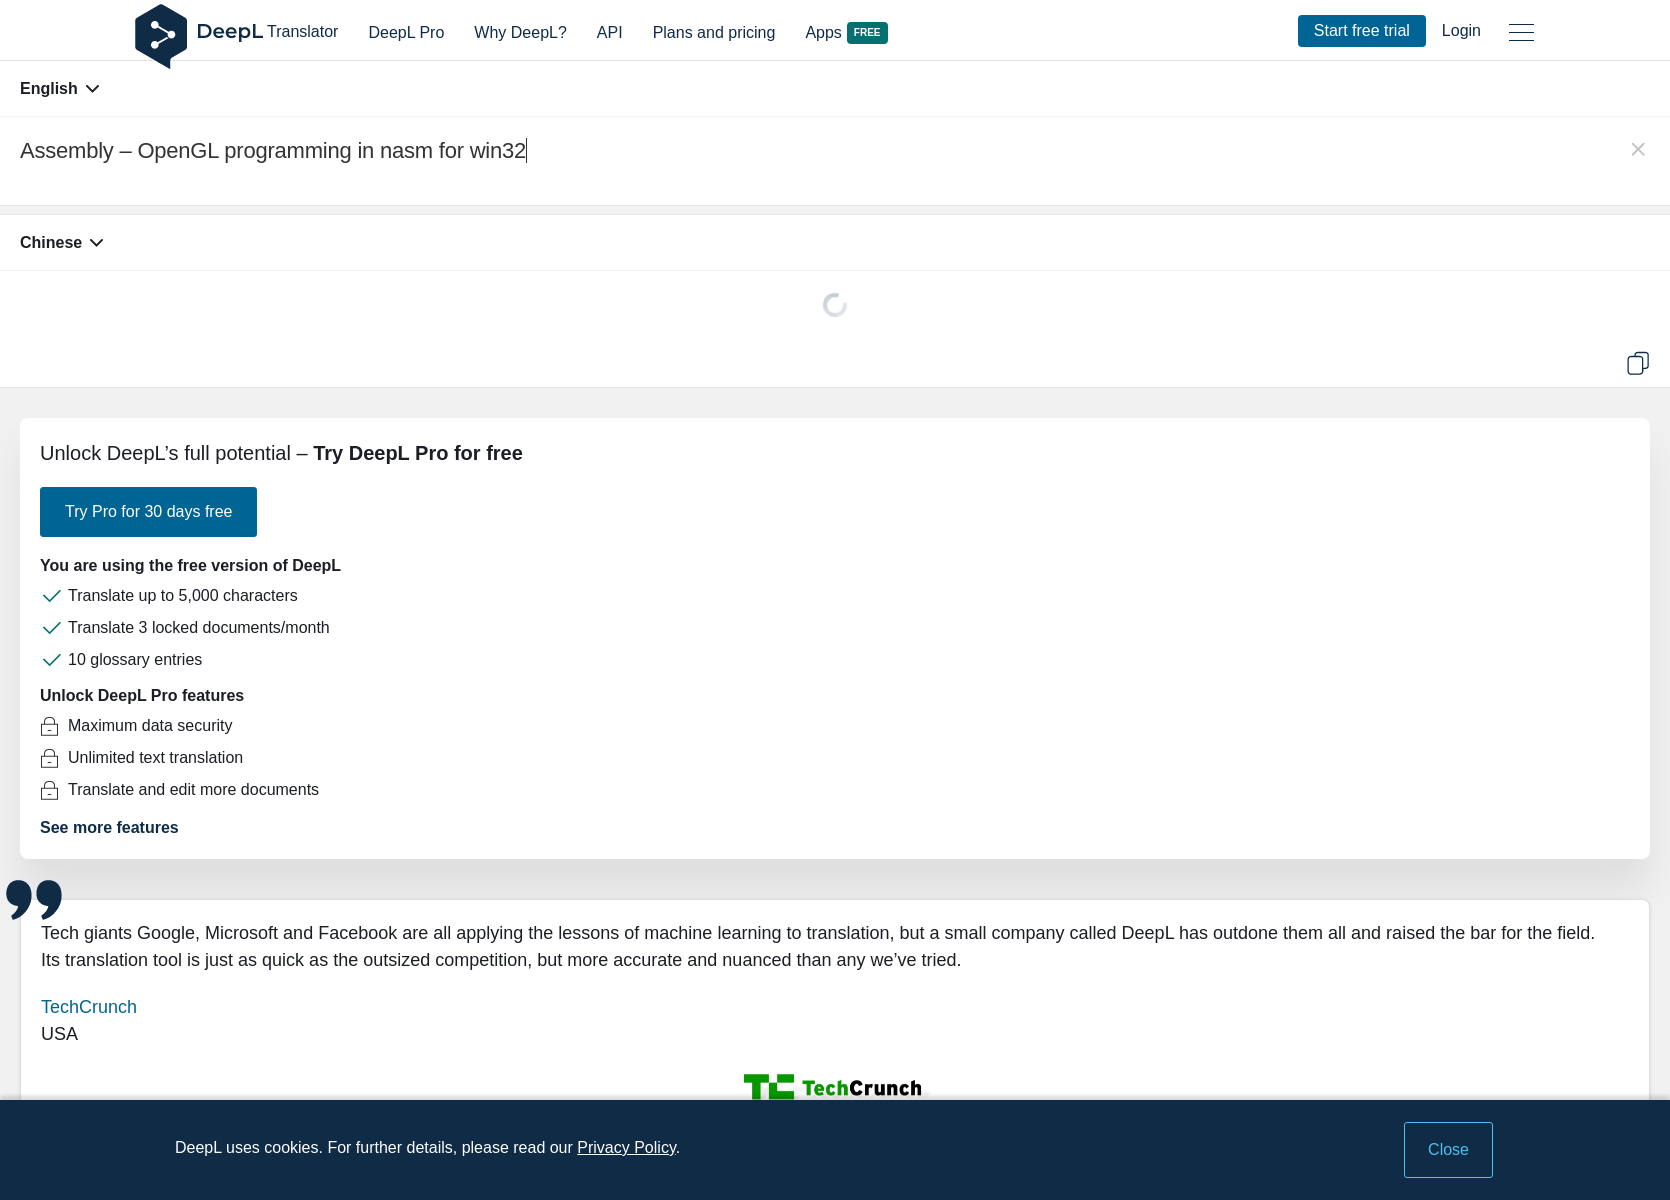 DeepL Translator DeepL Pro Why DeepL? API Plans and pricing Apps FREE Start free trial Login
English
Assembly – OpenGL programming in nasm for win32
Chinese
Unlock DeepL’s full potential – Try DeepL Pro for free
Try Pro for 30 days free
You are using the free version of DeepL
Translate up to 5,000 characters
Translate 3 locked documents/month
10 glossary entries
Unlock DeepL Pro features
Maximum data security
Unlimited text translation
Translate and edit more documents
See more features
Tech giants Google, Microsoft and Facebook are all applying the lessons of machine learning to translation, but a small company called DeepL has outdone them all and raised the bar for the field.
Its translation tool is just as quick as the outsized competition, but more accurate and nuanced than any we’ve tried.
TechCrunch
USA
TC TechCrunch
DeepL uses cookies. For further details, please read our Privacy Policy.
Close